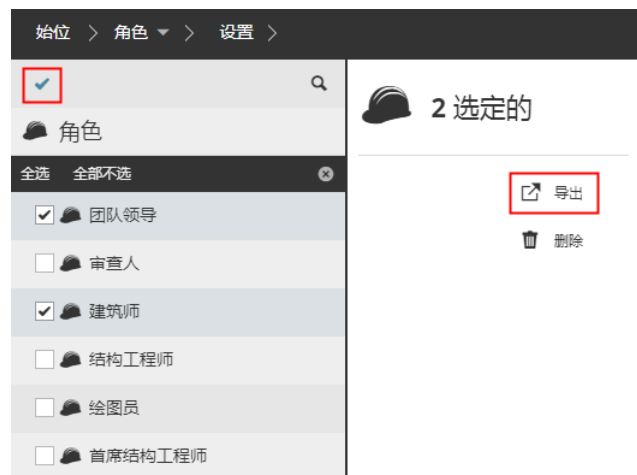 始位 > 角色 > 设置 >
角色
全选 全部不选
团队领导
审查人
建筑师
结构工程师
绘图员
首席结构工程师
2 选定的
导出
删除